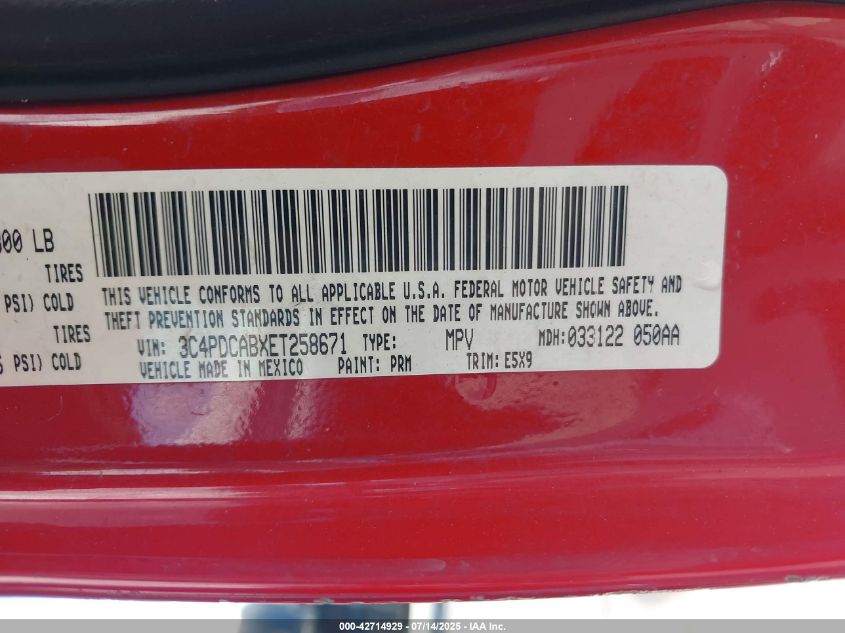 300 LB
TIRES
PSI) COLD
TIRES
PSI) COLD
THIS VEHICLE CONFORMS TO ALL APPLICABLE U.S.A. FEDERAL MOTOR VEHICLE SAFETY AND
THEFT PREVENTION STANDARDS IN EFFECT ON THE DATE OF MANUFACTURE SHOWN ABOVE.
VIN: 3C4PDCABXET258671 TYPE: MPV MDH:033122 050AA
VEHICLE MADE IN MEXICO PAINT: PRM TRIM: E5X9
000-42714929 - 07/14/2025 - IAA Inc.